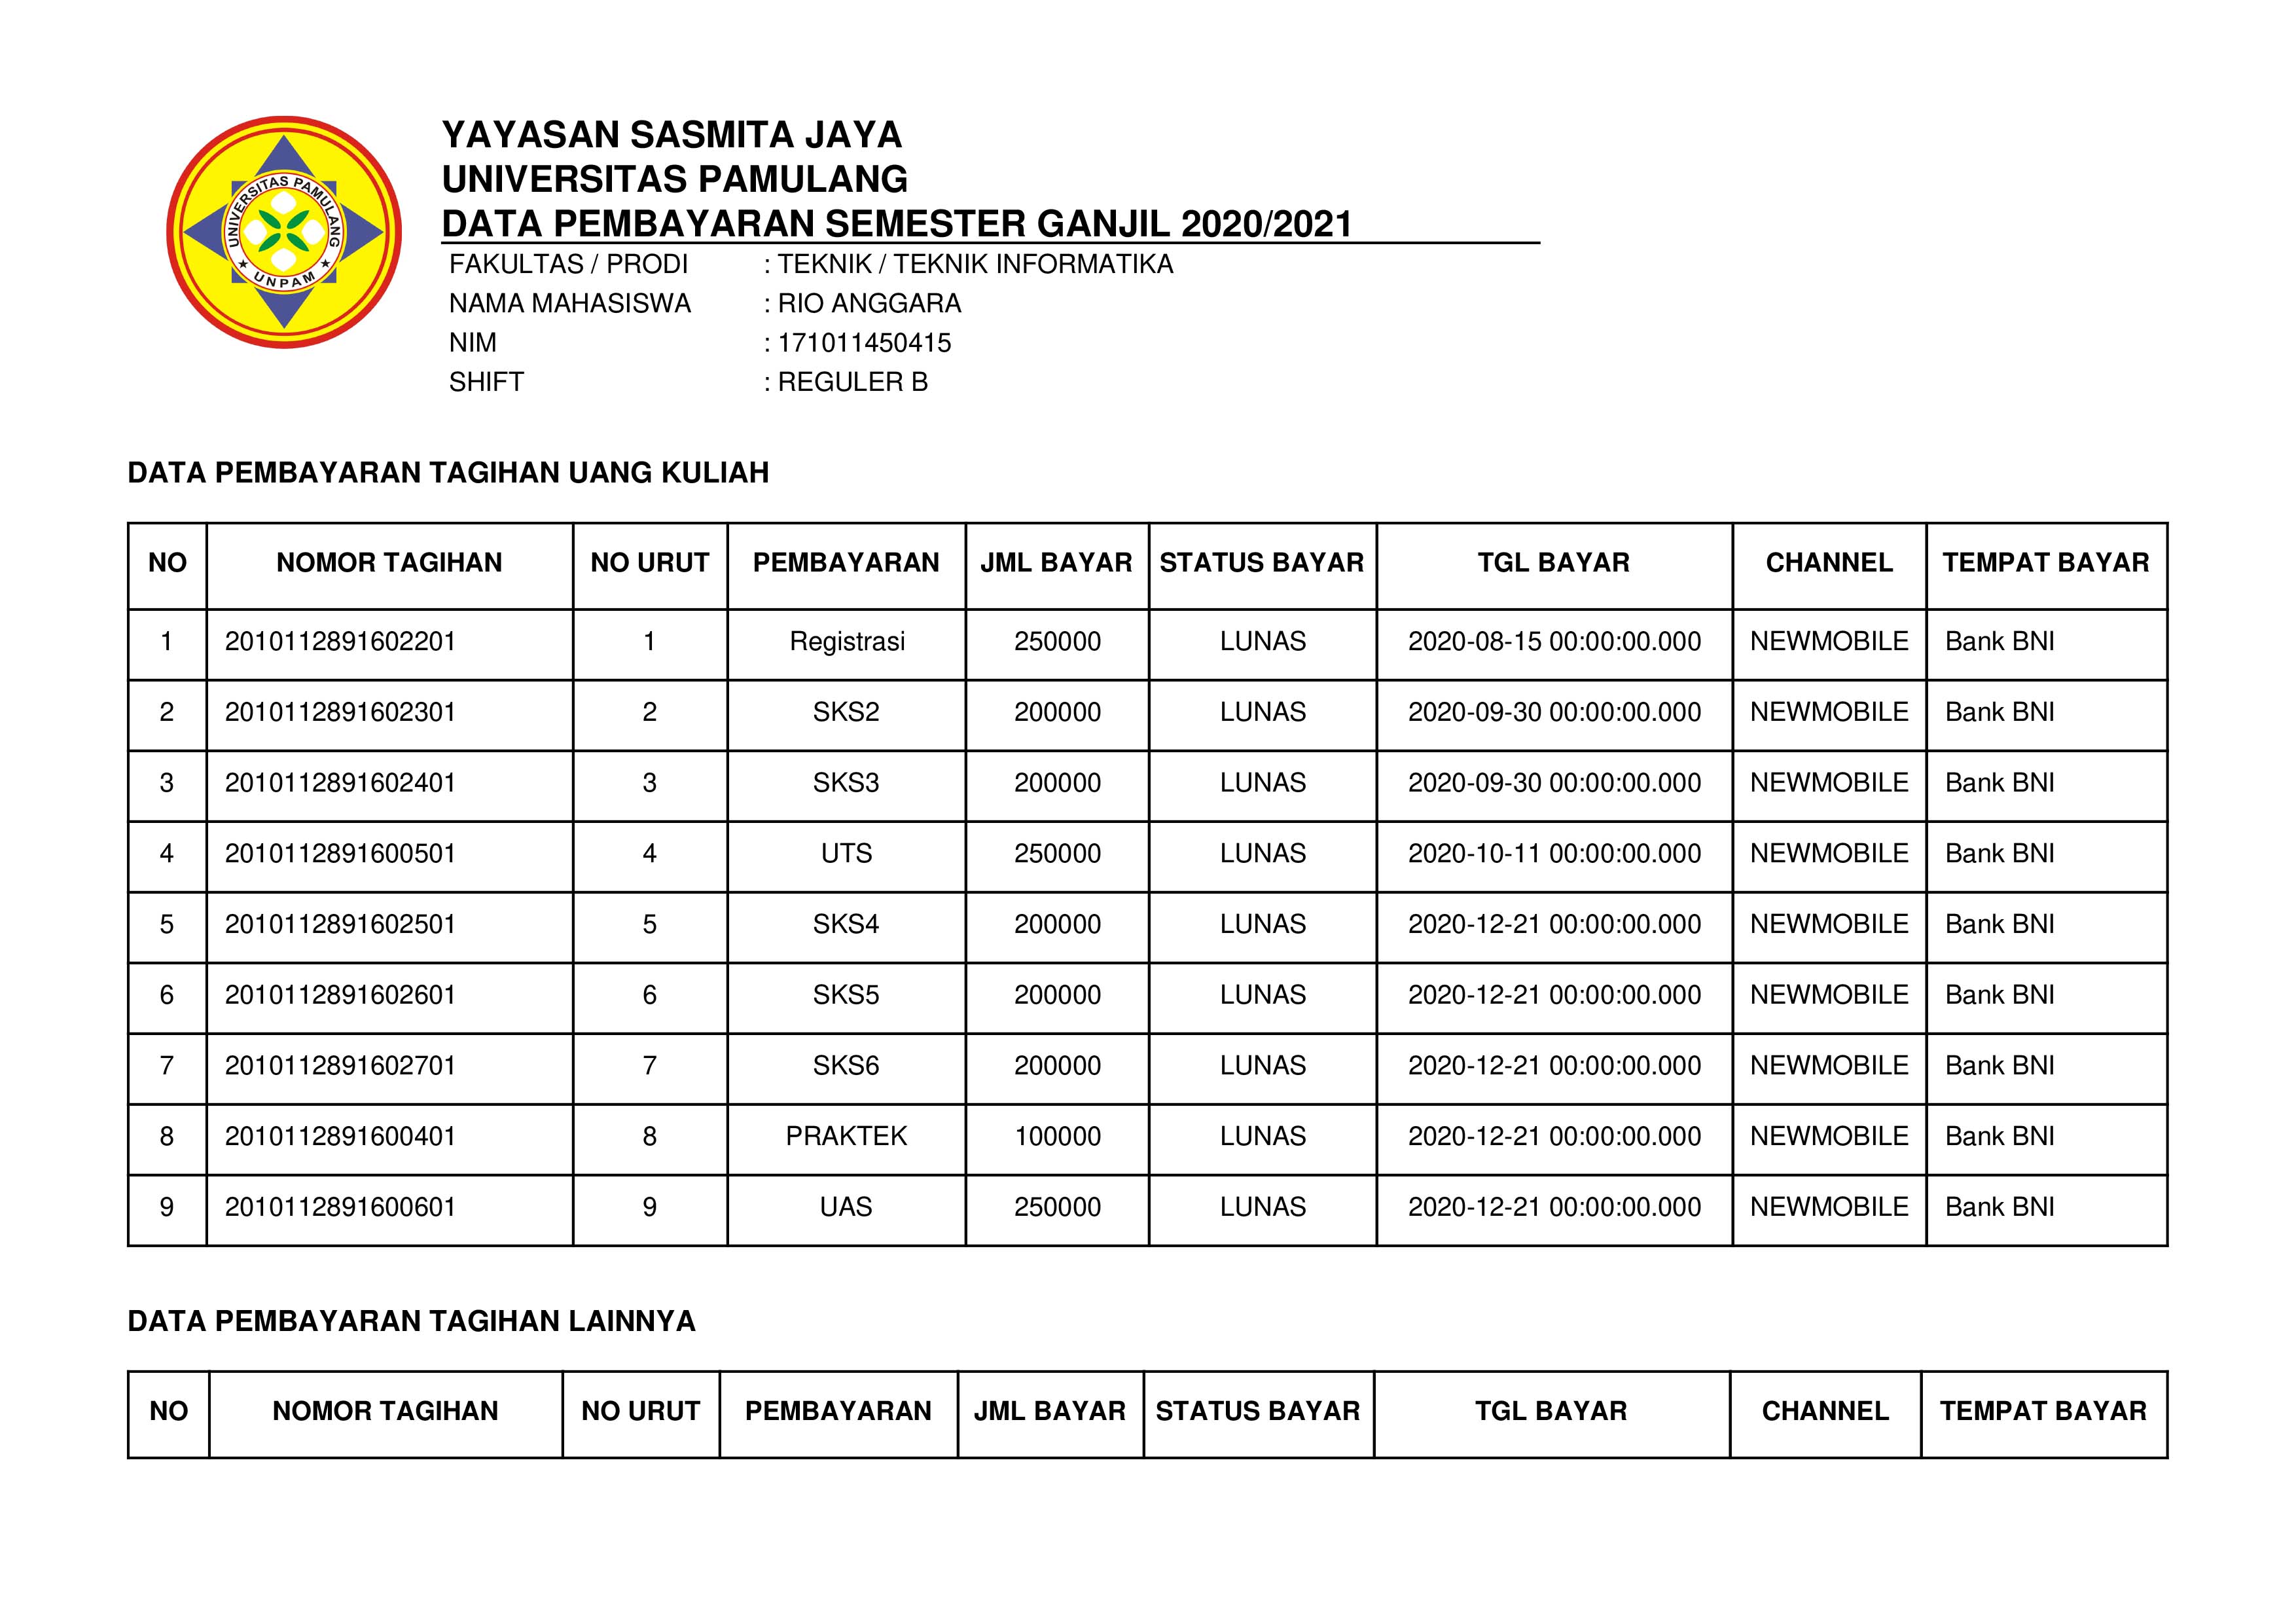 UNIVERSITAS PAMULANG
★ UNPAM ★
YAYASAN SASMITA JAYA
UNIVERSITAS PAMULANG
DATA PEMBAYARAN SEMESTER GANJIL 2020/2021
FAKULTAS / PRODI : TEKNIK / TEKNIK INFORMATIKA
NAMA MAHASISWA : RIO ANGGARA
NIM : 171011450415
SHIFT : REGULER B
DATA PEMBAYARAN TAGIHAN UANG KULIAH
NO NOMOR TAGIHAN NO URUT PEMBAYARAN JML BAYAR STATUS BAYAR TGL BAYAR CHANNEL TEMPAT BAYAR
1 2010112891602201 1 Registrasi 250000 LUNAS 2020-08-15 00:00:00.000 NEWMOBILE Bank BNI
2 2010112891602301 2 SKS2 200000 LUNAS 2020-09-30 00:00:00.000 NEWMOBILE Bank BNI
3 2010112891602401 3 SKS3 200000 LUNAS 2020-09-30 00:00:00.000 NEWMOBILE Bank BNI
4 2010112891600501 4 UTS 250000 LUNAS 2020-10-11 00:00:00.000 NEWMOBILE Bank BNI
5 2010112891602501 5 SKS4 200000 LUNAS 2020-12-21 00:00:00.000 NEWMOBILE Bank BNI
6 2010112891602601 6 SKS5 200000 LUNAS 2020-12-21 00:00:00.000 NEWMOBILE Bank BNI
7 2010112891602701 7 SKS6 200000 LUNAS 2020-12-21 00:00:00.000 NEWMOBILE Bank BNI
8 2010112891600401 8 PRAKTEK 100000 LUNAS 2020-12-21 00:00:00.000 NEWMOBILE Bank BNI
9 2010112891600601 9 UAS 250000 LUNAS 2020-12-21 00:00:00.000 NEWMOBILE Bank BNI
DATA PEMBAYARAN TAGIHAN LAINNYA
NO NOMOR TAGIHAN NO URUT PEMBAYARAN JML BAYAR STATUS BAYAR TGL BAYAR CHANNEL TEMPAT BAYAR